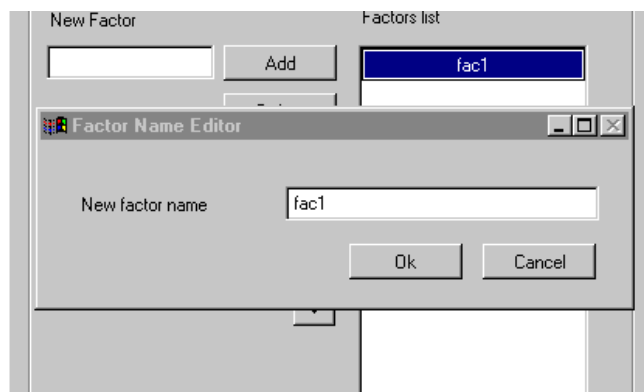 New Factor
Factors list
Add
fac1
Factor Name Editor
New factor name
fac1
Ok
Cancel